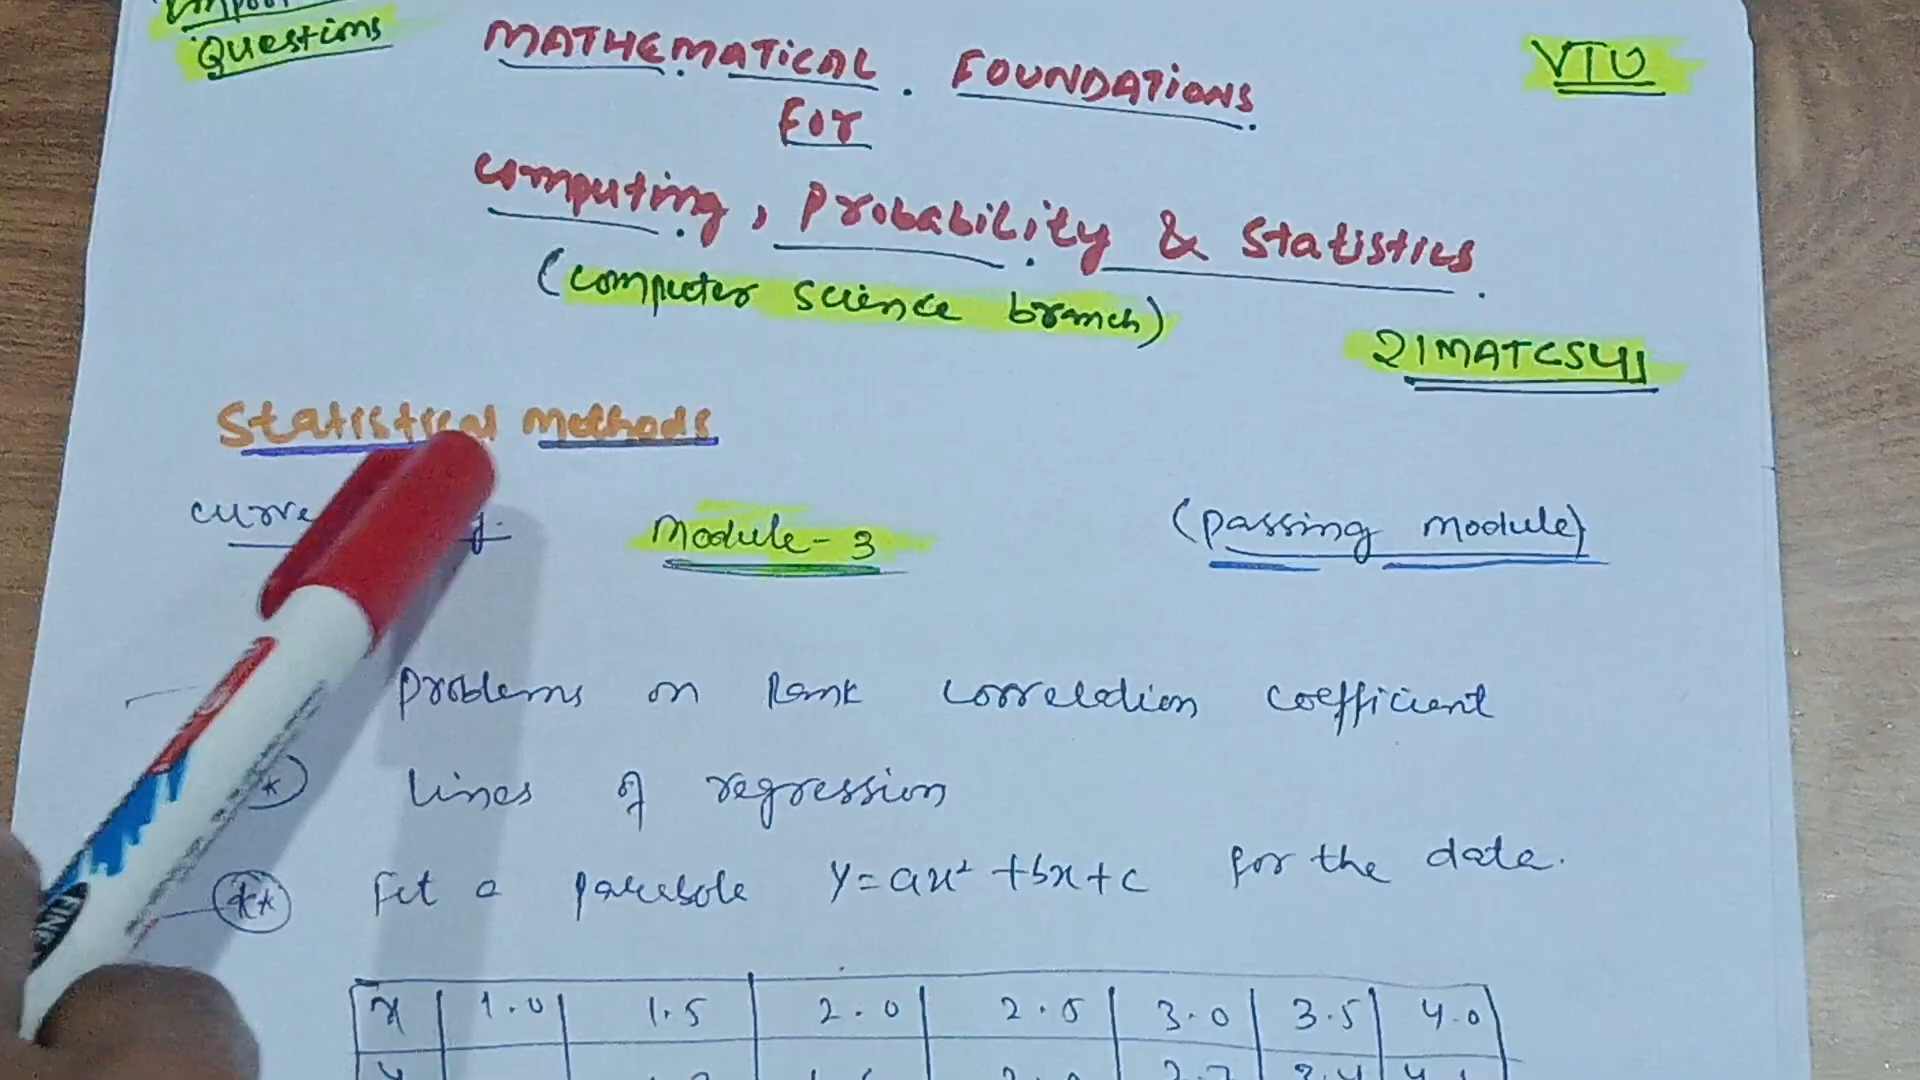 Questions
MATHEMATICAL FOUNDATIONS
VTU
For
Computing, Probability & Statistics
(computer science branch)
21MATCS41
Statistical Methods
curve
Module - 3
(Passing module)
Problems on Rank correlation coefficient
* lines of regression
** Fit a parabola y = ax² + bx + c for the data.
x 1.0 1.5 2.0 2.5 3.0 3.5 4.0